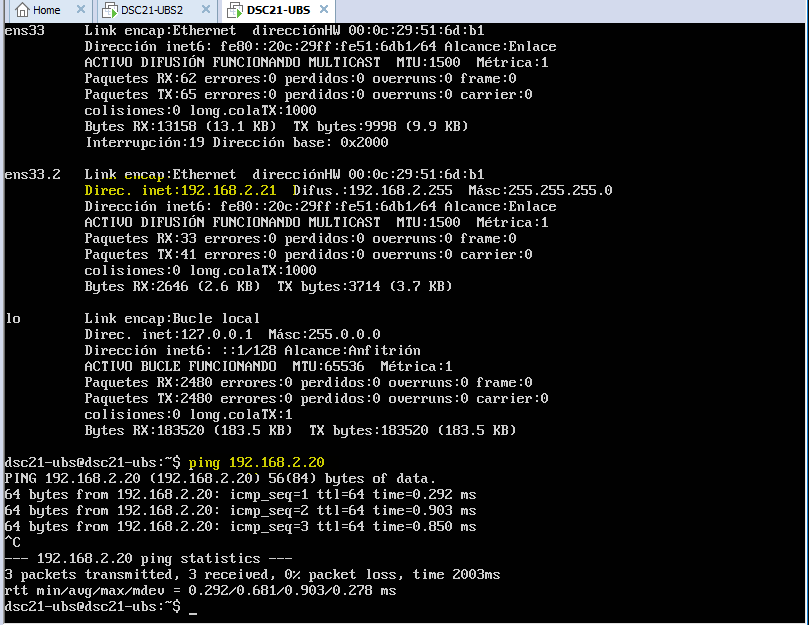 Home DSC21-UBS2 DSC21-UBS
ens33 Link encap:Ethernet direcciónHW 00:0c:29:51:6d:b1
Dirección inet6: fe80::20c:29ff:fe51:6db1/64 Alcance:Enlace
ACTIVO DIFUSIÓN FUNCIONANDO MULTICAST MTU:1500 Métrica:1
Paquetes RX:62 errores:0 perdidos:0 overruns:0 frame:0
Paquetes TX:65 errores:0 perdidos:0 overruns:0 carrier:0
colisiones:0 long.colaTX:1000
Bytes RX:13158 (13.1 KB) TX bytes:9998 (9.9 KB)
Interrupción:19 Dirección base: 0x2000
ens33.2 Link encap:Ethernet direcciónHW 00:0c:29:51:6d:b1
Direc. inet:192.168.2.21 Difus.:192.168.2.255 Másc:255.255.255.0
Dirección inet6: fe80::20c:29ff:fe51:6db1/64 Alcance:Enlace
ACTIVO DIFUSIÓN FUNCIONANDO MULTICAST MTU:1500 Métrica:1
Paquetes RX:33 errores:0 perdidos:0 overruns:0 frame:0
Paquetes TX:41 errores:0 perdidos:0 overruns:0 carrier:0
colisiones:0 long.colaTX:1000
Bytes RX:2646 (2.6 KB) TX bytes:3714 (3.7 KB)
lo Link encap:Bucle local
Direc. inet:127.0.0.1 Másc:255.0.0.0
Dirección inet6: ::1/128 Alcance:Anfitrión
ACTIVO BUCLE FUNCIONANDO MTU:65536 Métrica:1
Paquetes RX:2480 errores:0 perdidos:0 overruns:0 frame:0
Paquetes TX:2480 errores:0 perdidos:0 overruns:0 carrier:0
colisiones:0 long.colaTX:1
Bytes RX:183520 (183.5 KB) TX bytes:183520 (183.5 KB)
dsc21-ubs@dsc21-ubs:~$ ping 192.168.2.20
PING 192.168.2.20 (192.168.2.20) 56(84) bytes of data.
64 bytes from 192.168.2.20: icmp_seq=1 ttl=64 time=0.292 ms
64 bytes from 192.168.2.20: icmp_seq=2 ttl=64 time=0.903 ms
64 bytes from 192.168.2.20: icmp_seq=3 ttl=64 time=0.850 ms
^C
--- 192.168.2.20 ping statistics ---
3 packets transmitted, 3 received, 0% packet loss, time 2003ms
rtt min/avg/max/mdev = 0.292/0.681/0.903/0.278 ms
dsc21-ubs@dsc21-ubs:~$ _